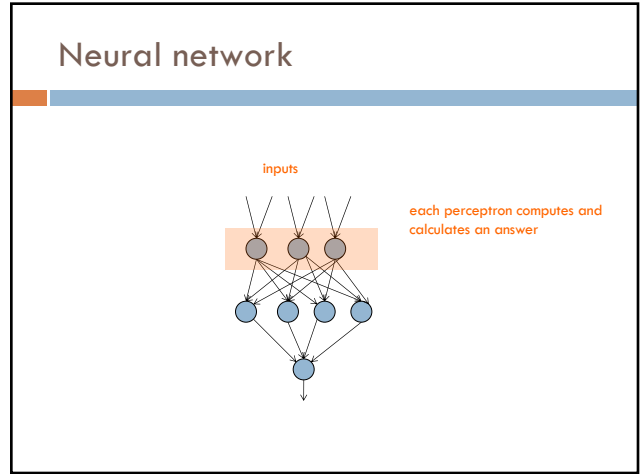 Neural network
inputs
each perceptron computes and
calculates an answer